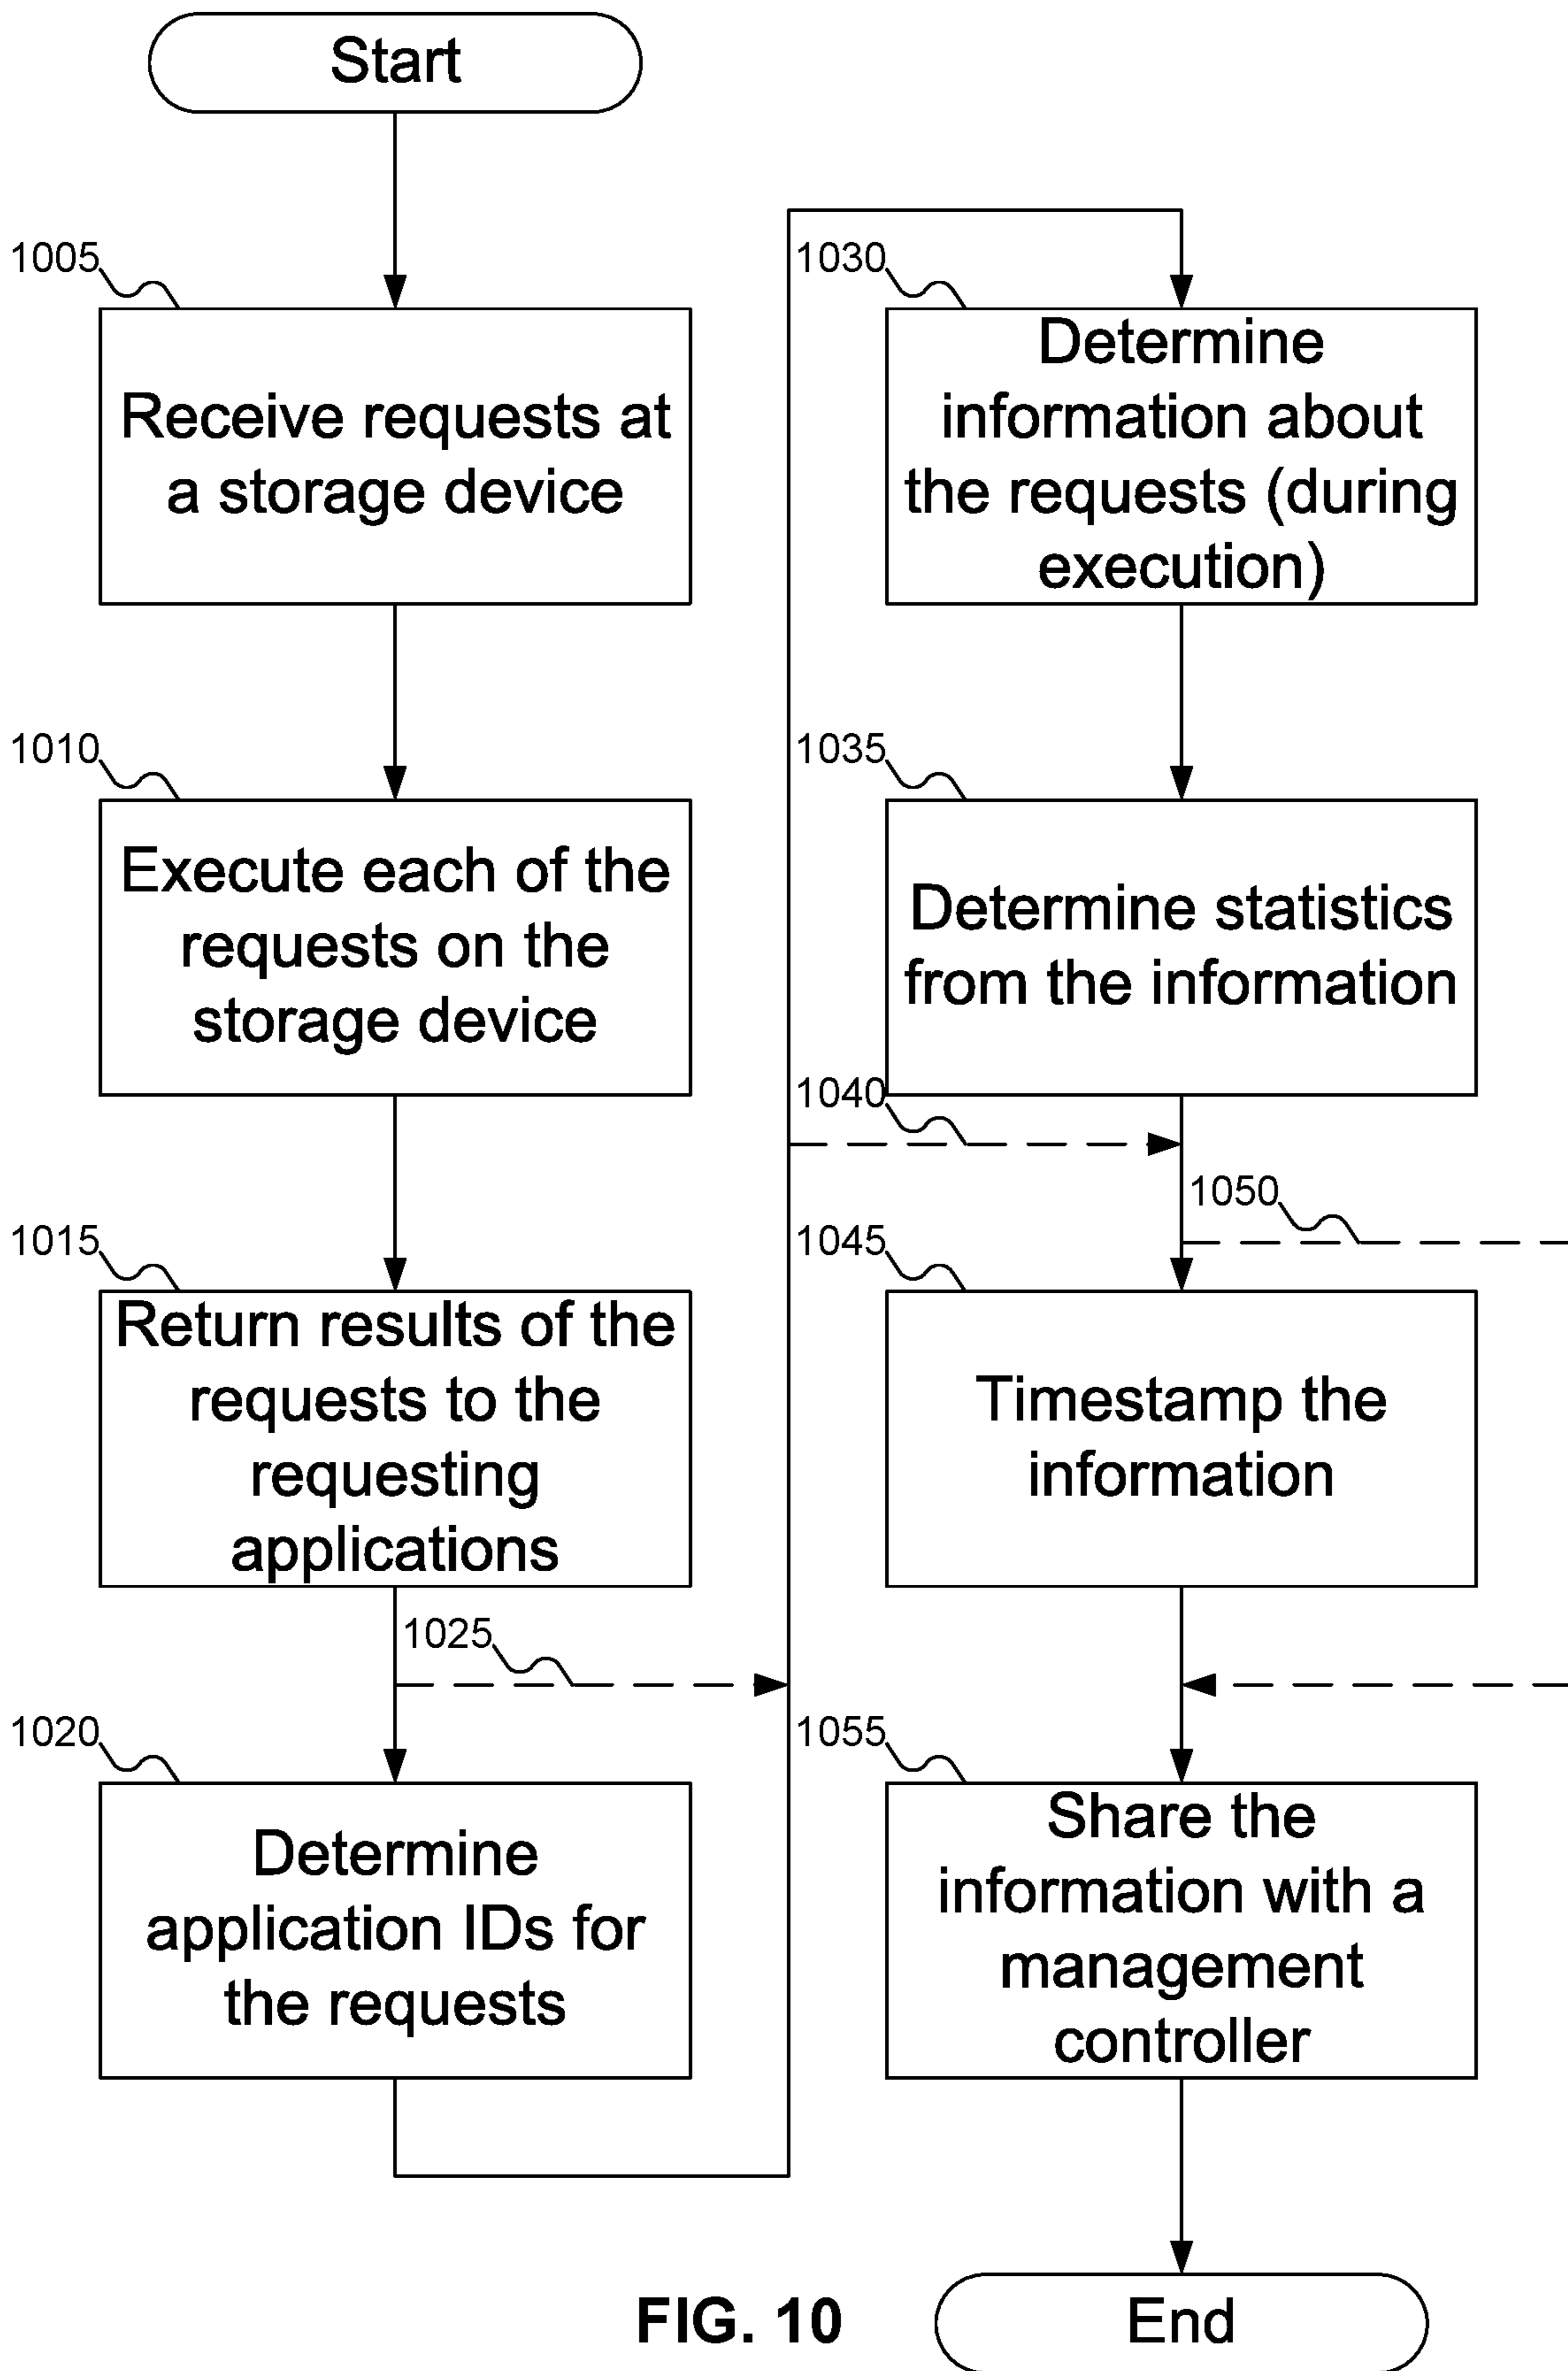 Start
1005
Receive requests at
a storage device
1010
Execute each of the
requests on the
storage device
1015
Return results of the
requests to the
requesting
applications
1025
1020
Determine
application IDs for
the requests
1030
Determine
information about
the requests (during
execution)
1035
Determine statistics
from the information
1040
1050
1045
Timestamp the
information
1055
Share the
information with a
management
controller
End
FIG. 10